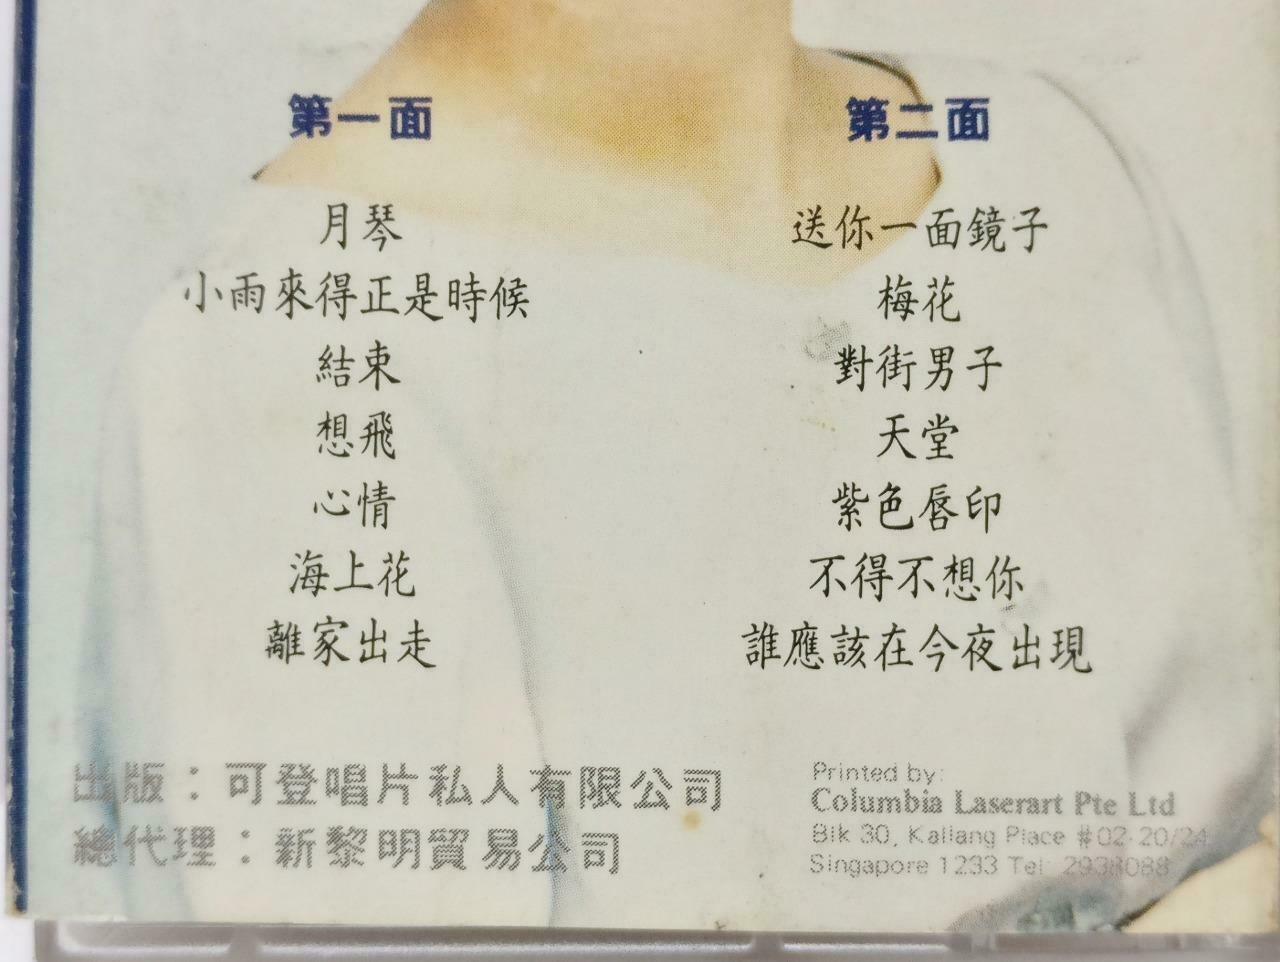 第一面
月琴
小雨來得正是時候
結束
想飛
心情
海上花
離家出走
第二面
送你一面鏡子
梅花
對街男子
天堂
紫色唇印
不得不想你
誰應該在今夜出現
出版：可登唱片私人有限公司
總代理：新黎明貿易公司
Printed by:
Columbia Laserart Pte Ltd
Blk 30, Kallang Place #02-20/24
Singapore 1233 Tel: 2938088